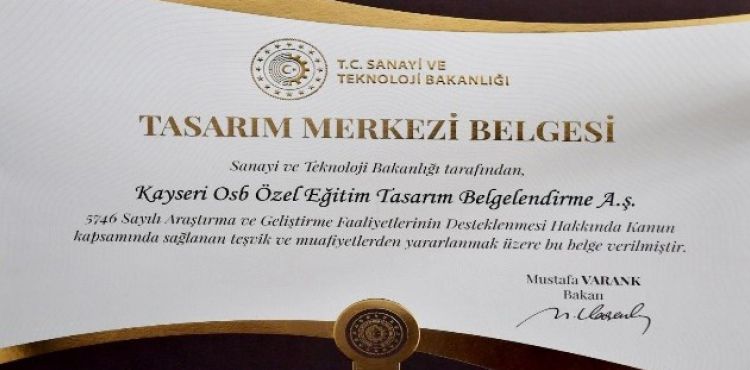 T.C. SANAYİ VE
TEKNOLOJİ BAKANLIĞI
TASARIM MERKEZİ BELGESİ
Sanayi ve Teknoloji Bakanlığı tarafından,
Kayseri Osb Özel Eğitim Tasarım Belgelendirme A.ş.
5746 Sayılı Araştırma ve Geliştirme Faaliyetlerinin Desteklenmesi Hakkında Kanun
kapsamında sağlanan teşvik ve muafiyetlerden yararlanmak üzere bu belge verilmiştir.
Mustafa VARANK
Bakan